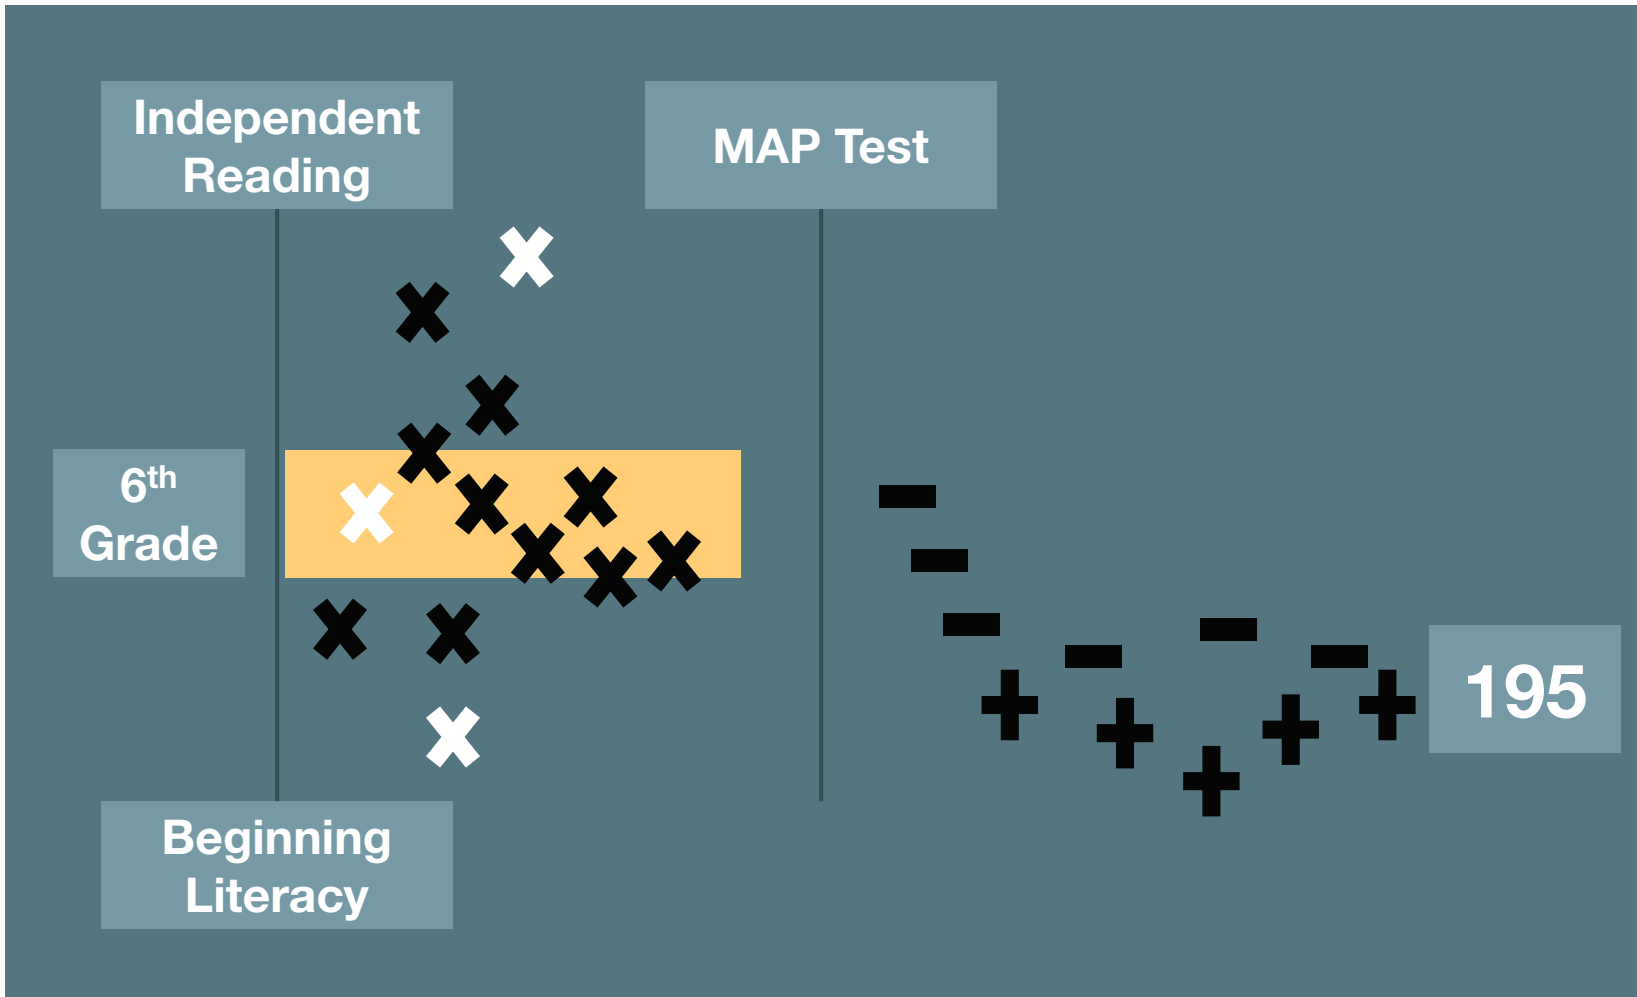 Independent
Reading
MAP Test
6th
Grade
195
Beginning
Literacy